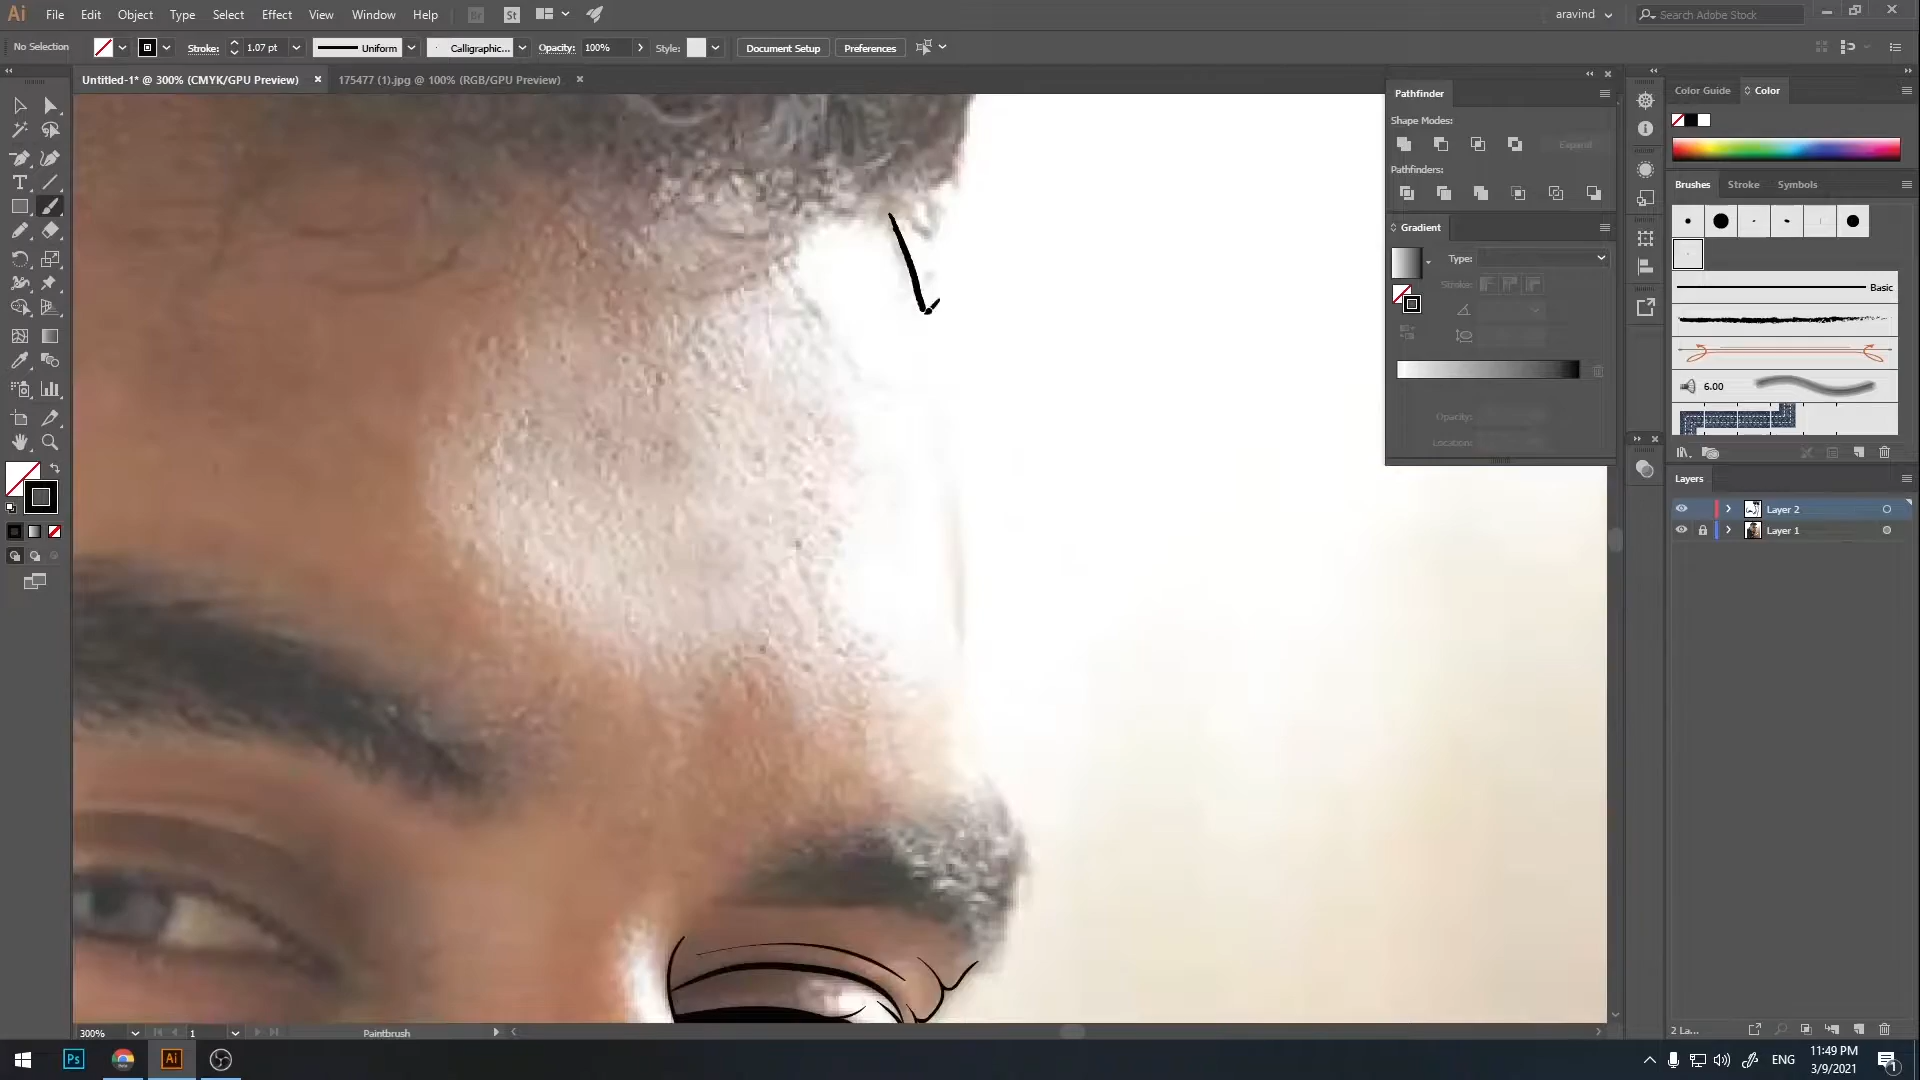 Ai File Edit Object Type Select Effect View Window Help Br St aravind Search Adobe Stock
No Selection Stroke: 1.07 pt Uniform Calligraphic... Opacity: 100% Style: Document Setup Preferences
Untitled-1* @ 300% (CMYK/GPU Preview) 175477 (1).jpg @ 100% (RGB/GPU Preview)
Pathfinder
Shape Modes:
Expand
Pathfinders:
Gradient
Type:
Stroke:
Opacity:
Location:
Color Guide Color
Brushes Stroke Symbols
Basic
6.00
Layers
Layer 2
Layer 1
2 La...
300% 1 Paintbrush
Ps Ai ENG 11:49 PM
3/9/2021
1